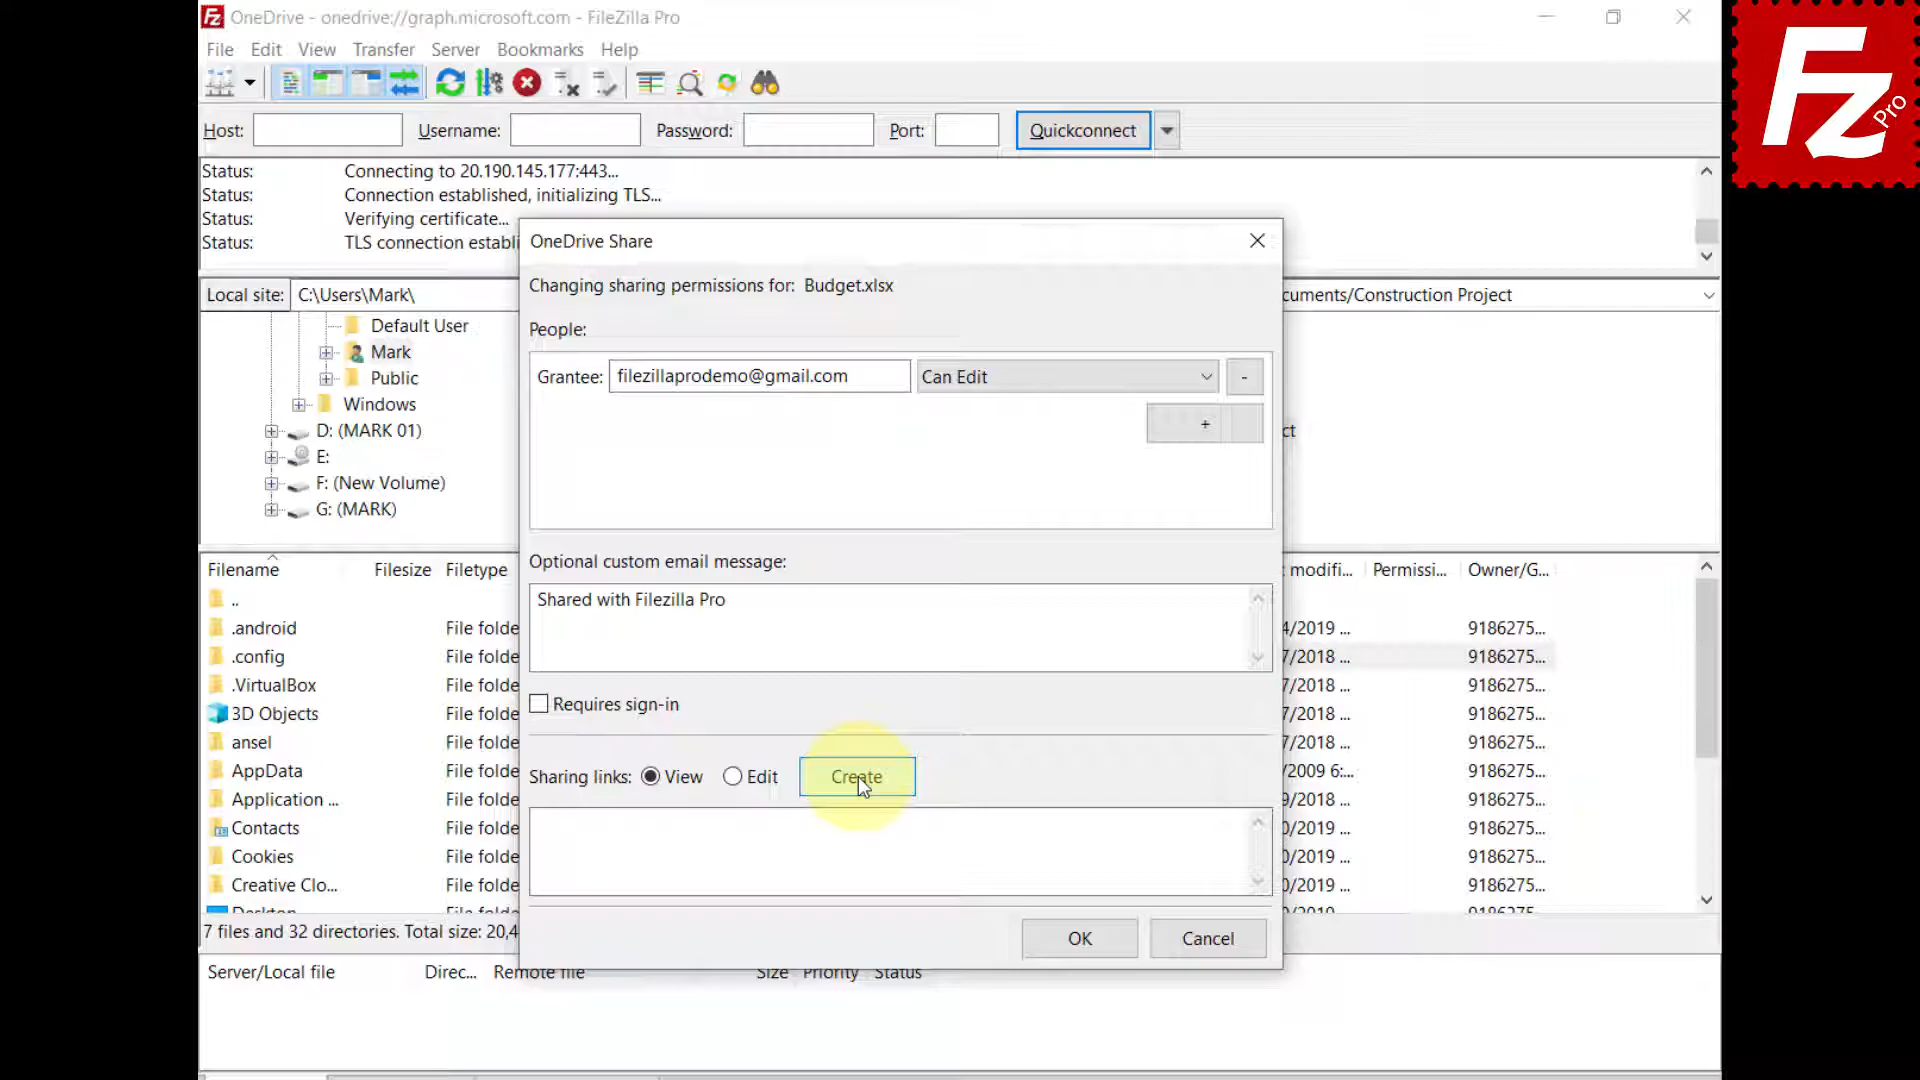 OneDrive - onedrive://graph.microsoft.com - FileZilla Pro
File Edit View Transfer Server Bookmarks Help
Host: Username: Password: Port: Quickconnect
Status: Connecting to 20.190.145.177:443...
Status: Connection established, initializing TLS...
Status: Verifying certificate...
Status: TLS connection establi
Local site: C:\Users\Mark\
cuments/Construction Project
Default User
Mark
Public
Windows
D: (MARK 01)
E:
F: (New Volume)
G: (MARK)
ct
OneDrive Share
Changing sharing permissions for: Budget.xlsx
People:
Grantee: filezillaprodemo@gmail.com Can Edit -
+
Optional custom email message:
Shared with Filezilla Pro
Requires sign-in
Sharing links: View Edit Create
OK Cancel
Filename Filesize Filetype modifi... Permissi... Owner/G...
..
.android File folde 4/2019 ... 9186275...
.config File folde 7/2018 ... 9186275...
.VirtualBox File folde 7/2018 ... 9186275...
3D Objects File folde 7/2018 ... 9186275...
ansel File folde 7/2018 ... 9186275...
AppData File folde /2009 6:... 9186275...
Application ... File folde 9/2018 ... 9186275...
Contacts File folde 0/2019 ... 9186275...
Cookies File folde 0/2019 ... 9186275...
Creative Clo... File folde 0/2019 ... 9186275...
Desktop File folde 0/2019 ... 9186275...
7 files and 32 directories. Total size: 20,4
Server/Local file Direc... Remote file Size Priority Status
Fz Pro